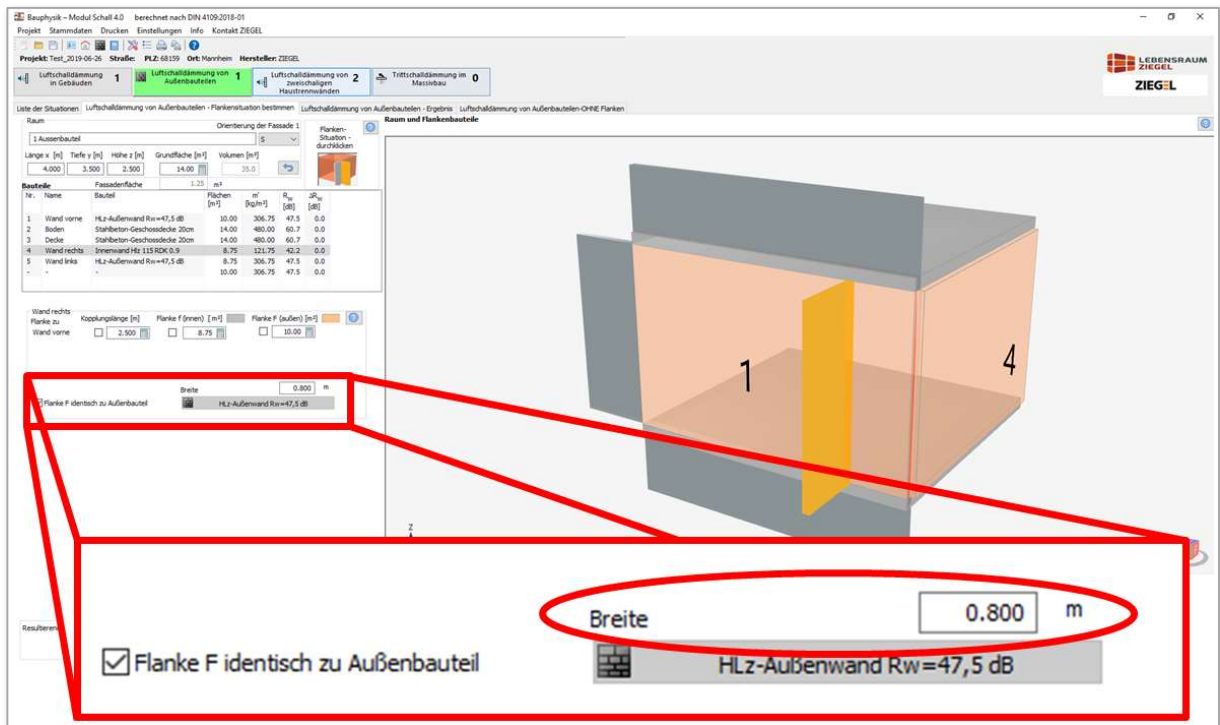 Bauphysik – Modul Schall 4.0 berechnet nach DIN 4109:2018-01
Projekt Stammdaten Drucken Einstellungen Info Kontakt ZIEGEL
Projekt: Test_2019-06-26 Straße: PLZ: 68159 Ort: Mannheim Hersteller: ZIEGEL
LEBENSRAUM
ZIEGEL
ZIEGEL
Luftschalldämmung in Gebäuden 1
Luftschalldämmung von Außenbauteilen 1
Luftschalldämmung von zweischaligen Haustrennwänden 2
Trittschalldämmung im Massivbau 0
Liste der Situationen Luftschalldämmung von Außenbauteilen - Flankensituation bestimmen Luftschalldämmung von Außenbauteilen - Ergebnis Luftschalldämmung von Außenbauteilen-OHNE Flanken
Raum
Orientierung der Fassade 1
Flanken-Situation - durchklicken
1 Aussenbauteil S
Länge x [m] Tiefe y [m] Höhe z [m] Grundfläche [m²] Volumen [m³]
4.000 3.500 2.500 14.00 35.0
Bauteile Fassadenfläche 1.25 m²
Nr. Name Bauteil Flächen [m²] m' [kg/m²] Rw [dB] ΔRw [dB]
1 Wand vorne HLz-Außenwand Rw=47,5 dB 10.00 306.75 47.5 0.0
2 Boden Stahlbeton-Geschossdecke 20cm 14.00 480.00 60.7 0.0
3 Decke Stahlbeton-Geschossdecke 20cm 14.00 480.00 60.7 0.0
4 Wand rechts Innenwand Hlz 115 RDK 0.9 8.75 121.75 42.2 0.0
5 Wand links HLz-Außenwand Rw=47,5 dB 8.75 306.75 47.5 0.0
- - - 10.00 306.75 47.5 0.0
Wand rechts
Flanke zu Kopplungslänge [m] Flanke f (innen) [m²] Flanke F (außen) [m²]
Wand vorne 2.500 8.75 10.00
Breite 0.800 m
Flanke F identisch zu Außenbauteil HLz-Außenwand Rw=47,5 dB
Raum und Flankenbauteile
1
4
z
Breite 0.800 m
Flanke F identisch zu Außenbauteil HLz-Außenwand Rw=47,5 dB